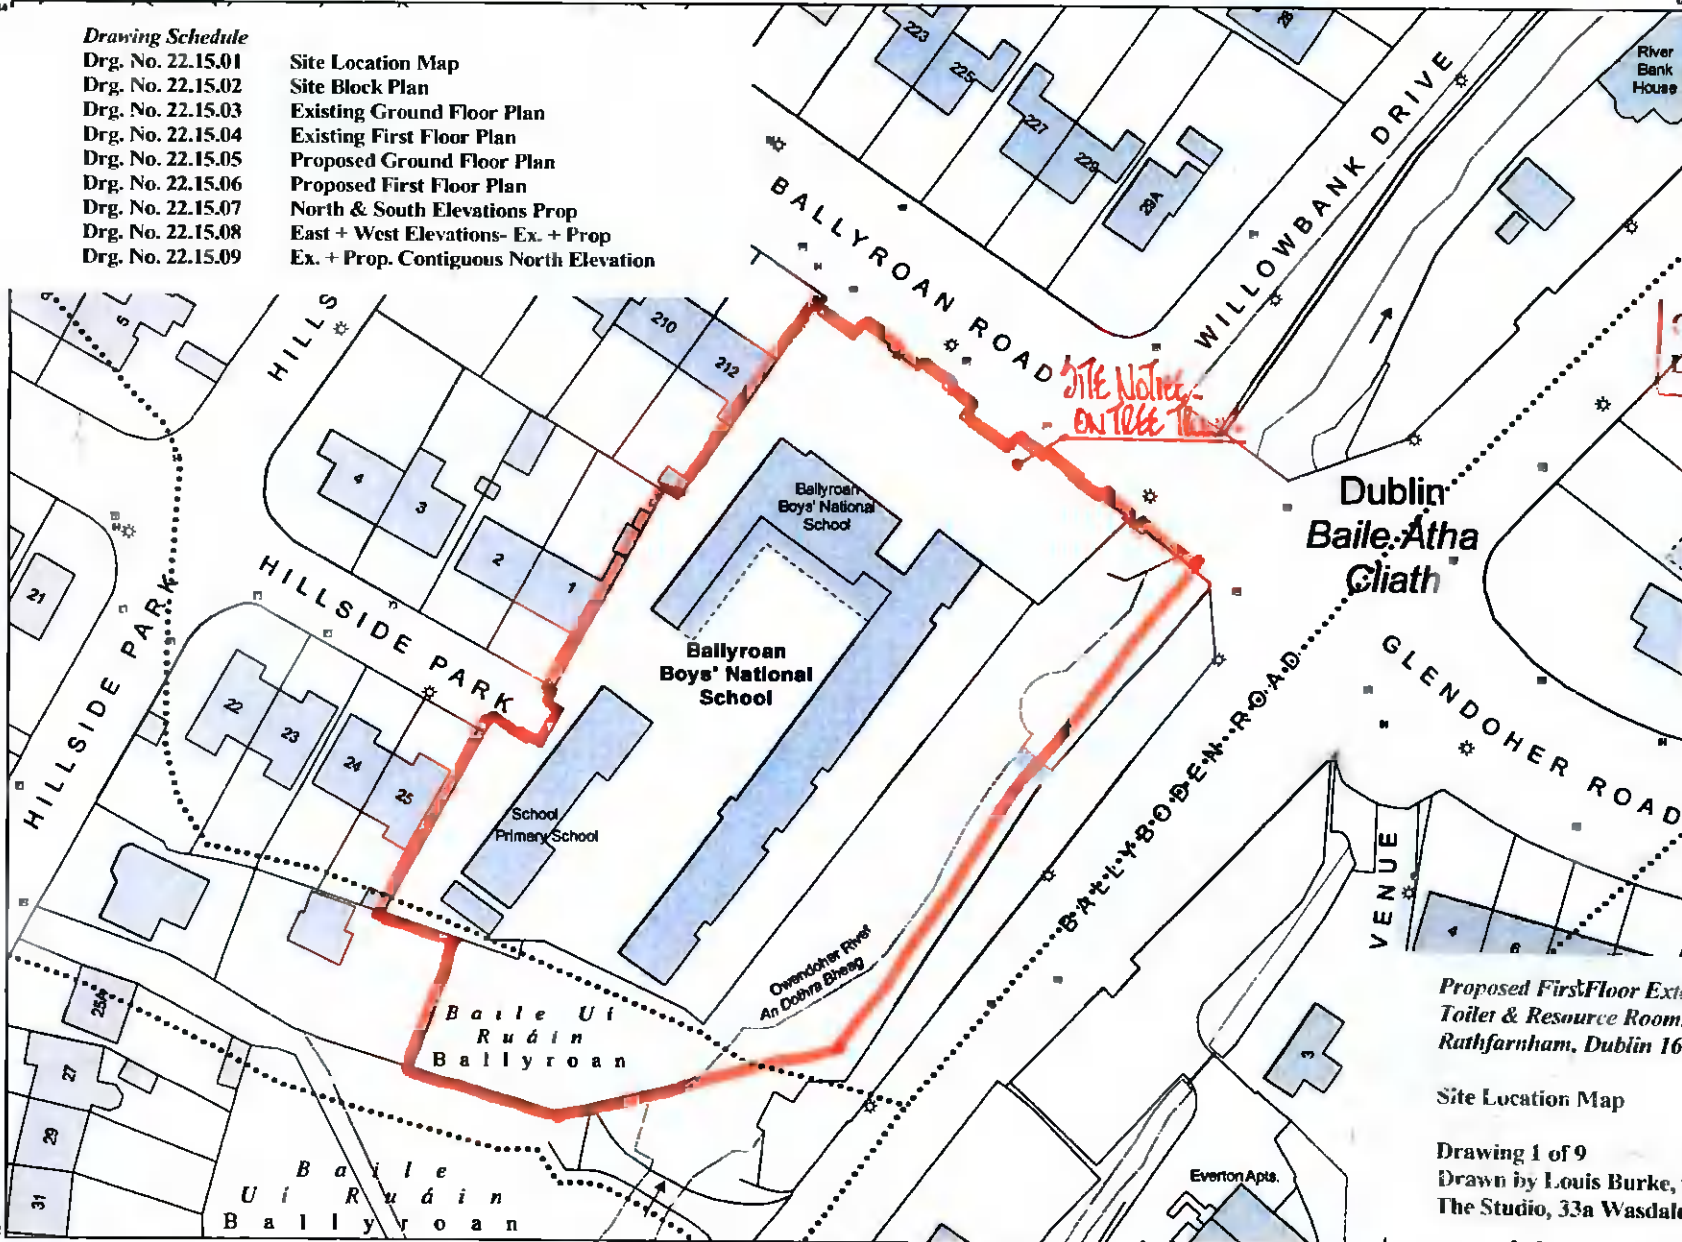 Drawing Schedule
Drg. No. 22.15.01 Site Location Map
Drg. No. 22.15.02 Site Block Plan
Drg. No. 22.15.03 Existing Ground Floor Plan
Drg. No. 22.15.04 Existing First Floor Plan
Drg. No. 22.15.05 Proposed Ground Floor Plan
Drg. No. 22.15.06 Proposed First Floor Plan
Drg. No. 22.15.07 North & South Elevations Prop
Drg. No. 22.15.08 East + West Elevations- Ex. + Prop
Drg. No. 22.15.09 Ex. + Prop. Contiguous North Elevation
223
225
227
229
29A
River
Bank
House
WILLOWBANK DRIVE
BALLYROAN ROAD
SITE NOTICE
ON TREE
5
HILLS
210
212
4
3
2
1
HILLSIDE PARK
21
HILLSIDE PARK
22
23
24
25
Ballyroan
Boys' National
School
Ballyroan
Boys' National
School
School
Primary School
Dublin
Baile Átha
Cliath
GLENDOHER ROAD
BALLYBODEN ROAD
VENUE
4
6
3
Owendoher River
An Dothra Bheag
Baile Uí
Ruáin
Ballyroan
25A
27
29
31
Baile
Uí Ruáin
Ballyroan
Everton Apts.
Proposed First Floor
Toilet & Resource Room
Rathfarnham, Dublin 16
Site Location Map
Drawing 1 of 9
Drawn by Louis Burke,
The Studio, 33a